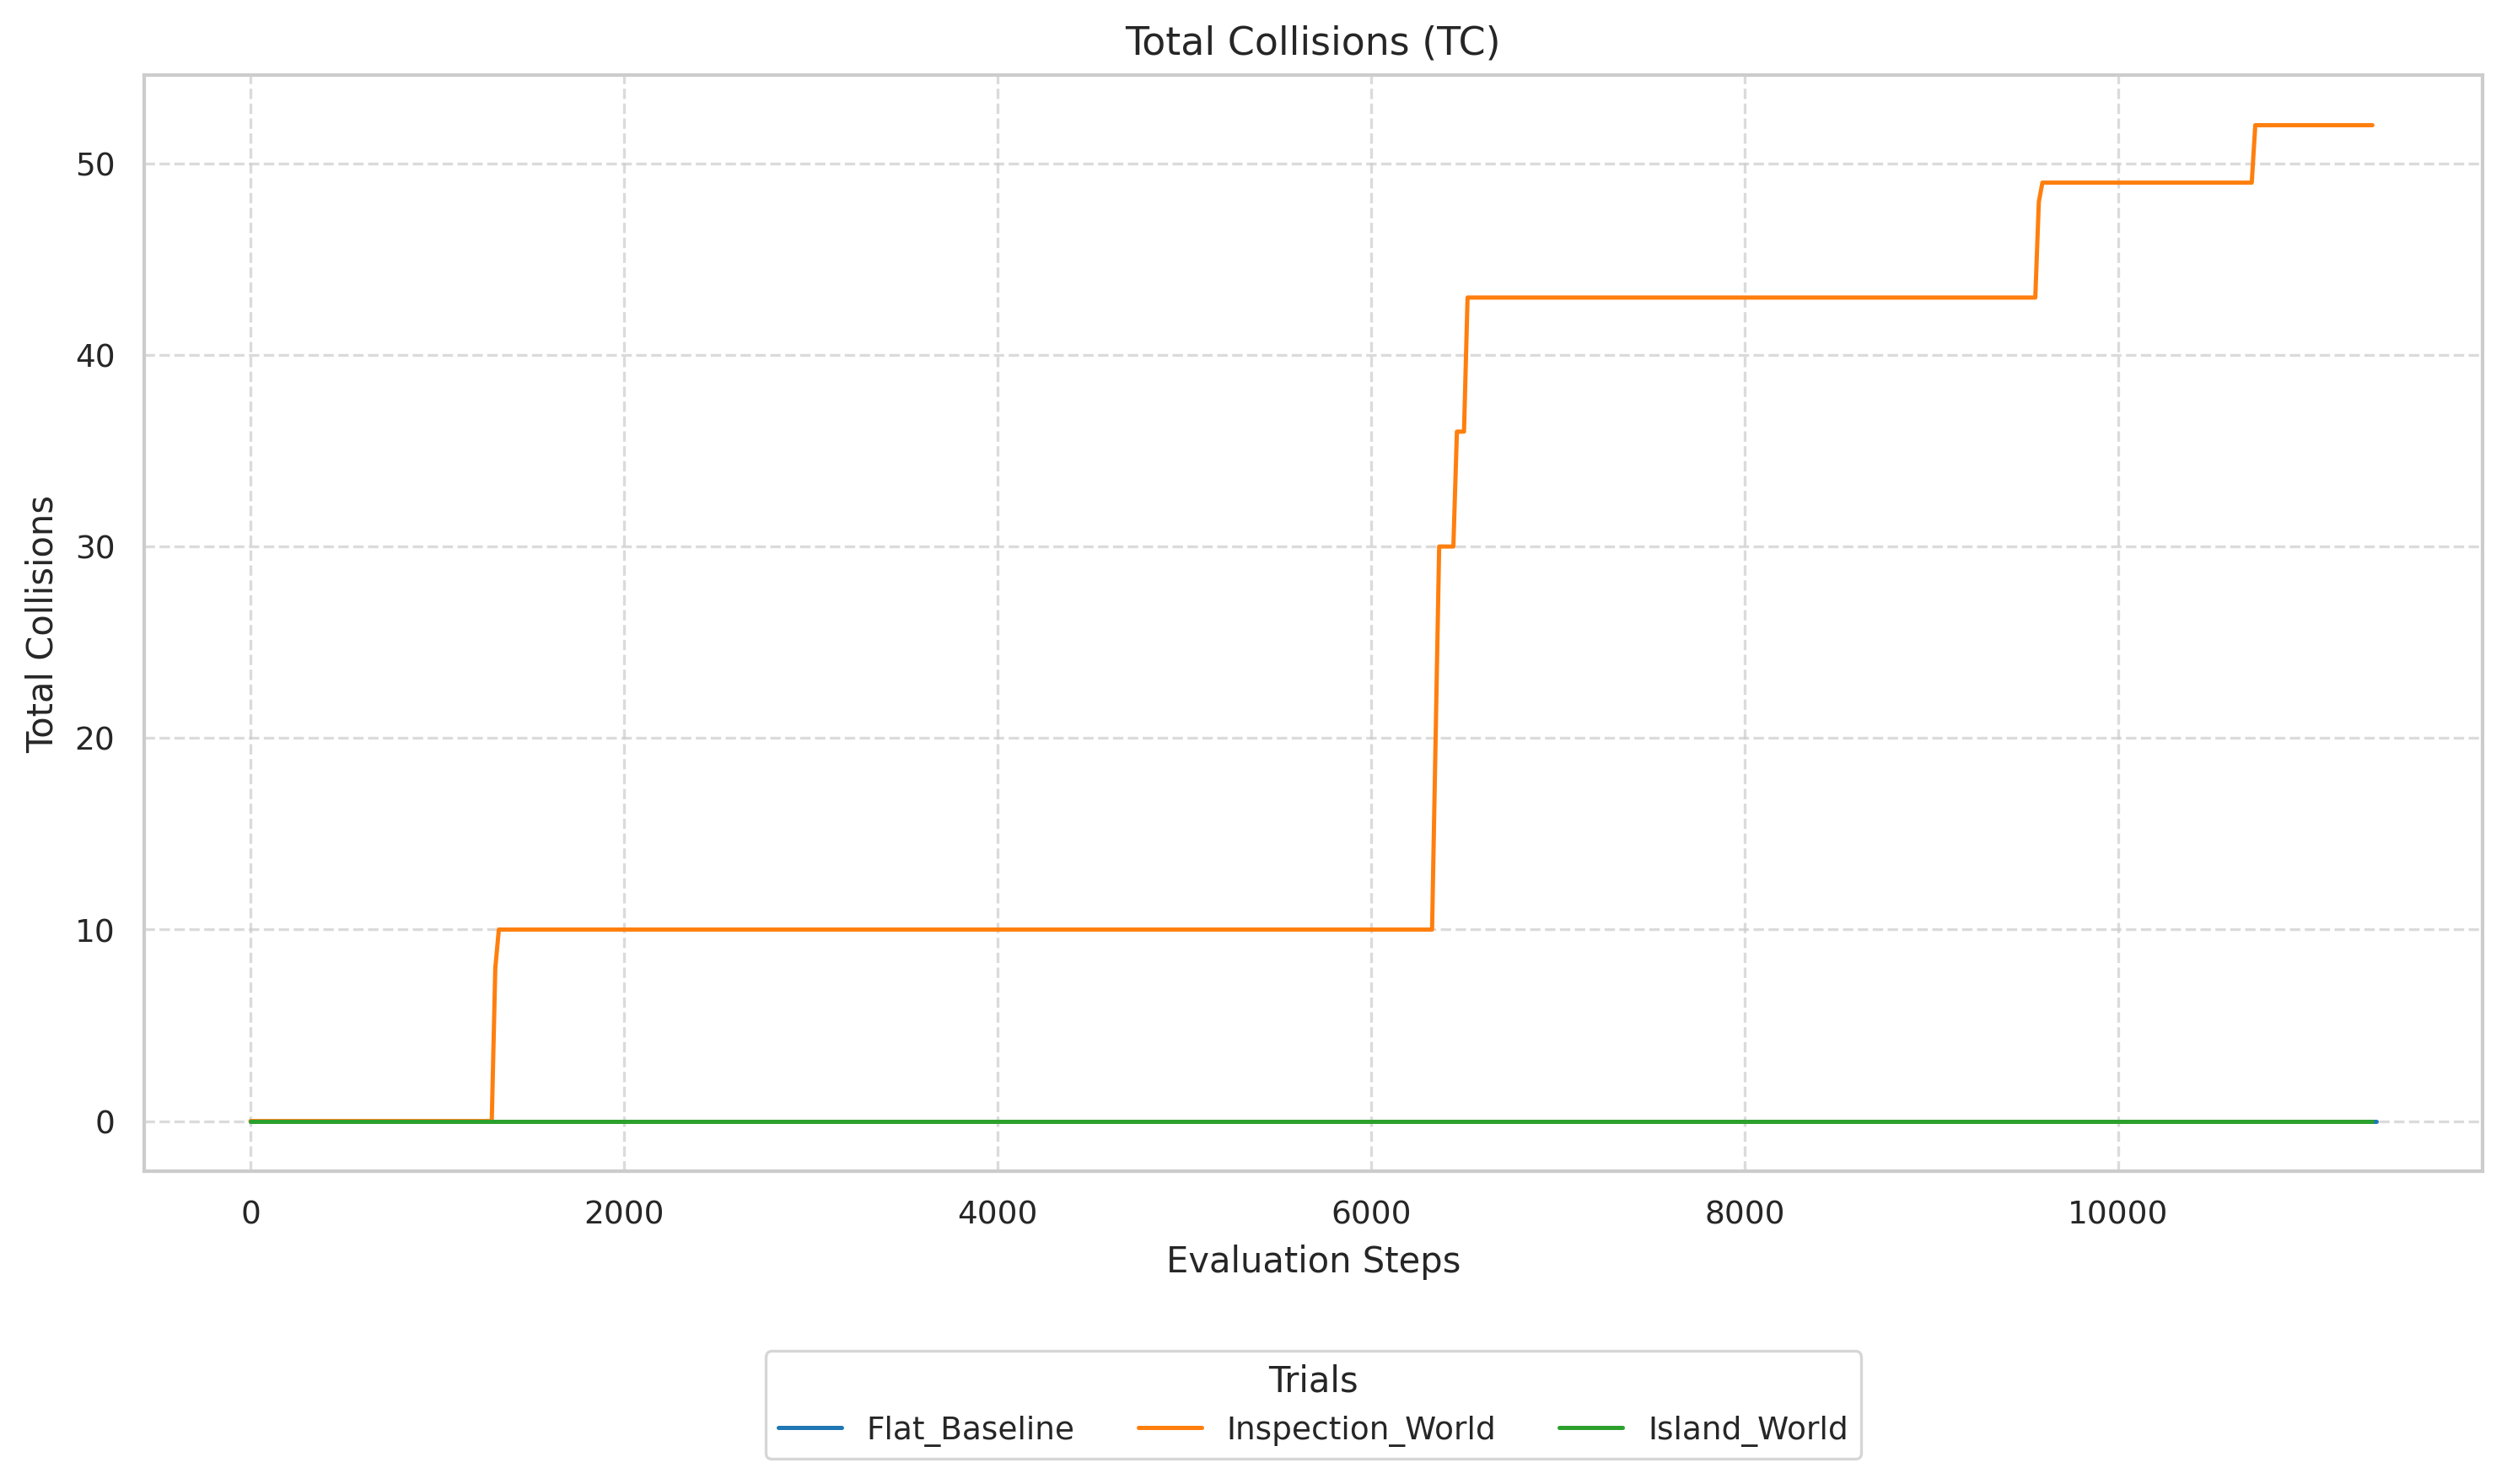 Total Collisions (TC)
Total Collisions
50
40
30
20
10
0
0 2000 4000 6000 8000 10000
Evaluation Steps
Trials
Flat_Baseline Inspection_World Island_World